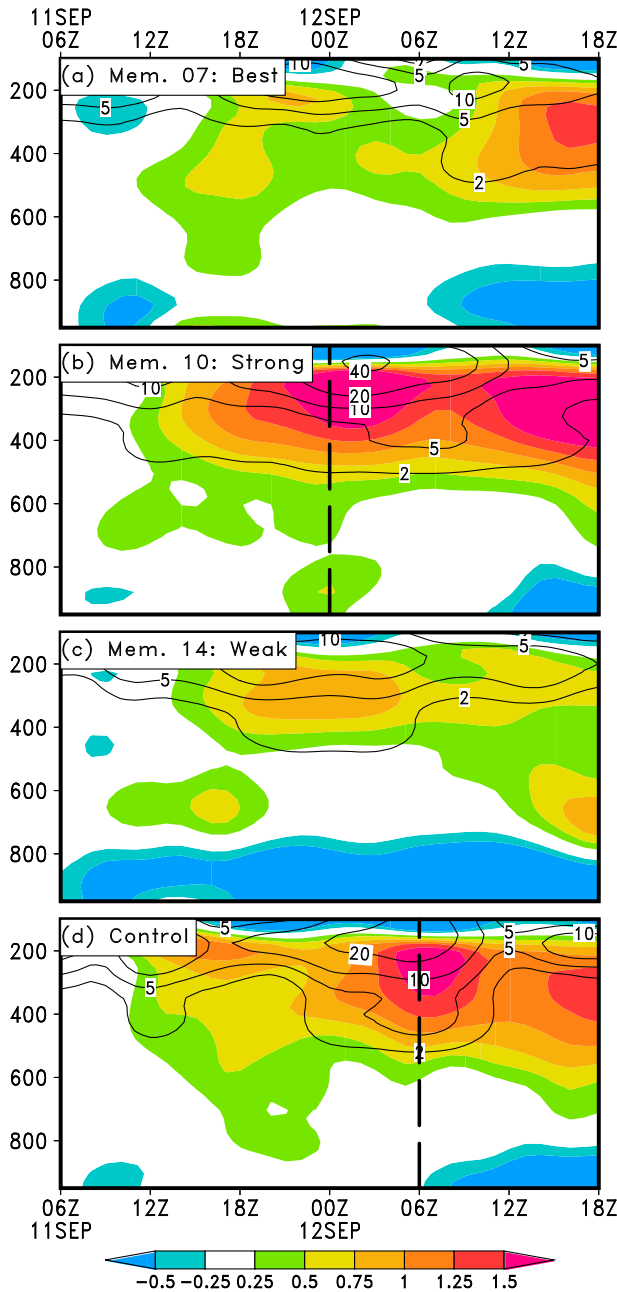 11SEP 12SEP
06Z 12Z 18Z 00Z 06Z 12Z 18Z
(a) Mem. 07: Best
10 5 5
200 5 10 5
400 2
600
800
(b) Mem. 10: Strong
5
200 10 40 20 10
400 5 2
600
800
(c) Mem. 14: Weak
10 5
200 5 2
400
600
800
(d) Control
5 5 10
200 20 5 10
400 5
2
600
800
06Z 12Z 18Z 00Z 06Z 12Z 18Z
11SEP 12SEP
-0.5 -0.25 0.25 0.5 0.75 1 1.25 1.5